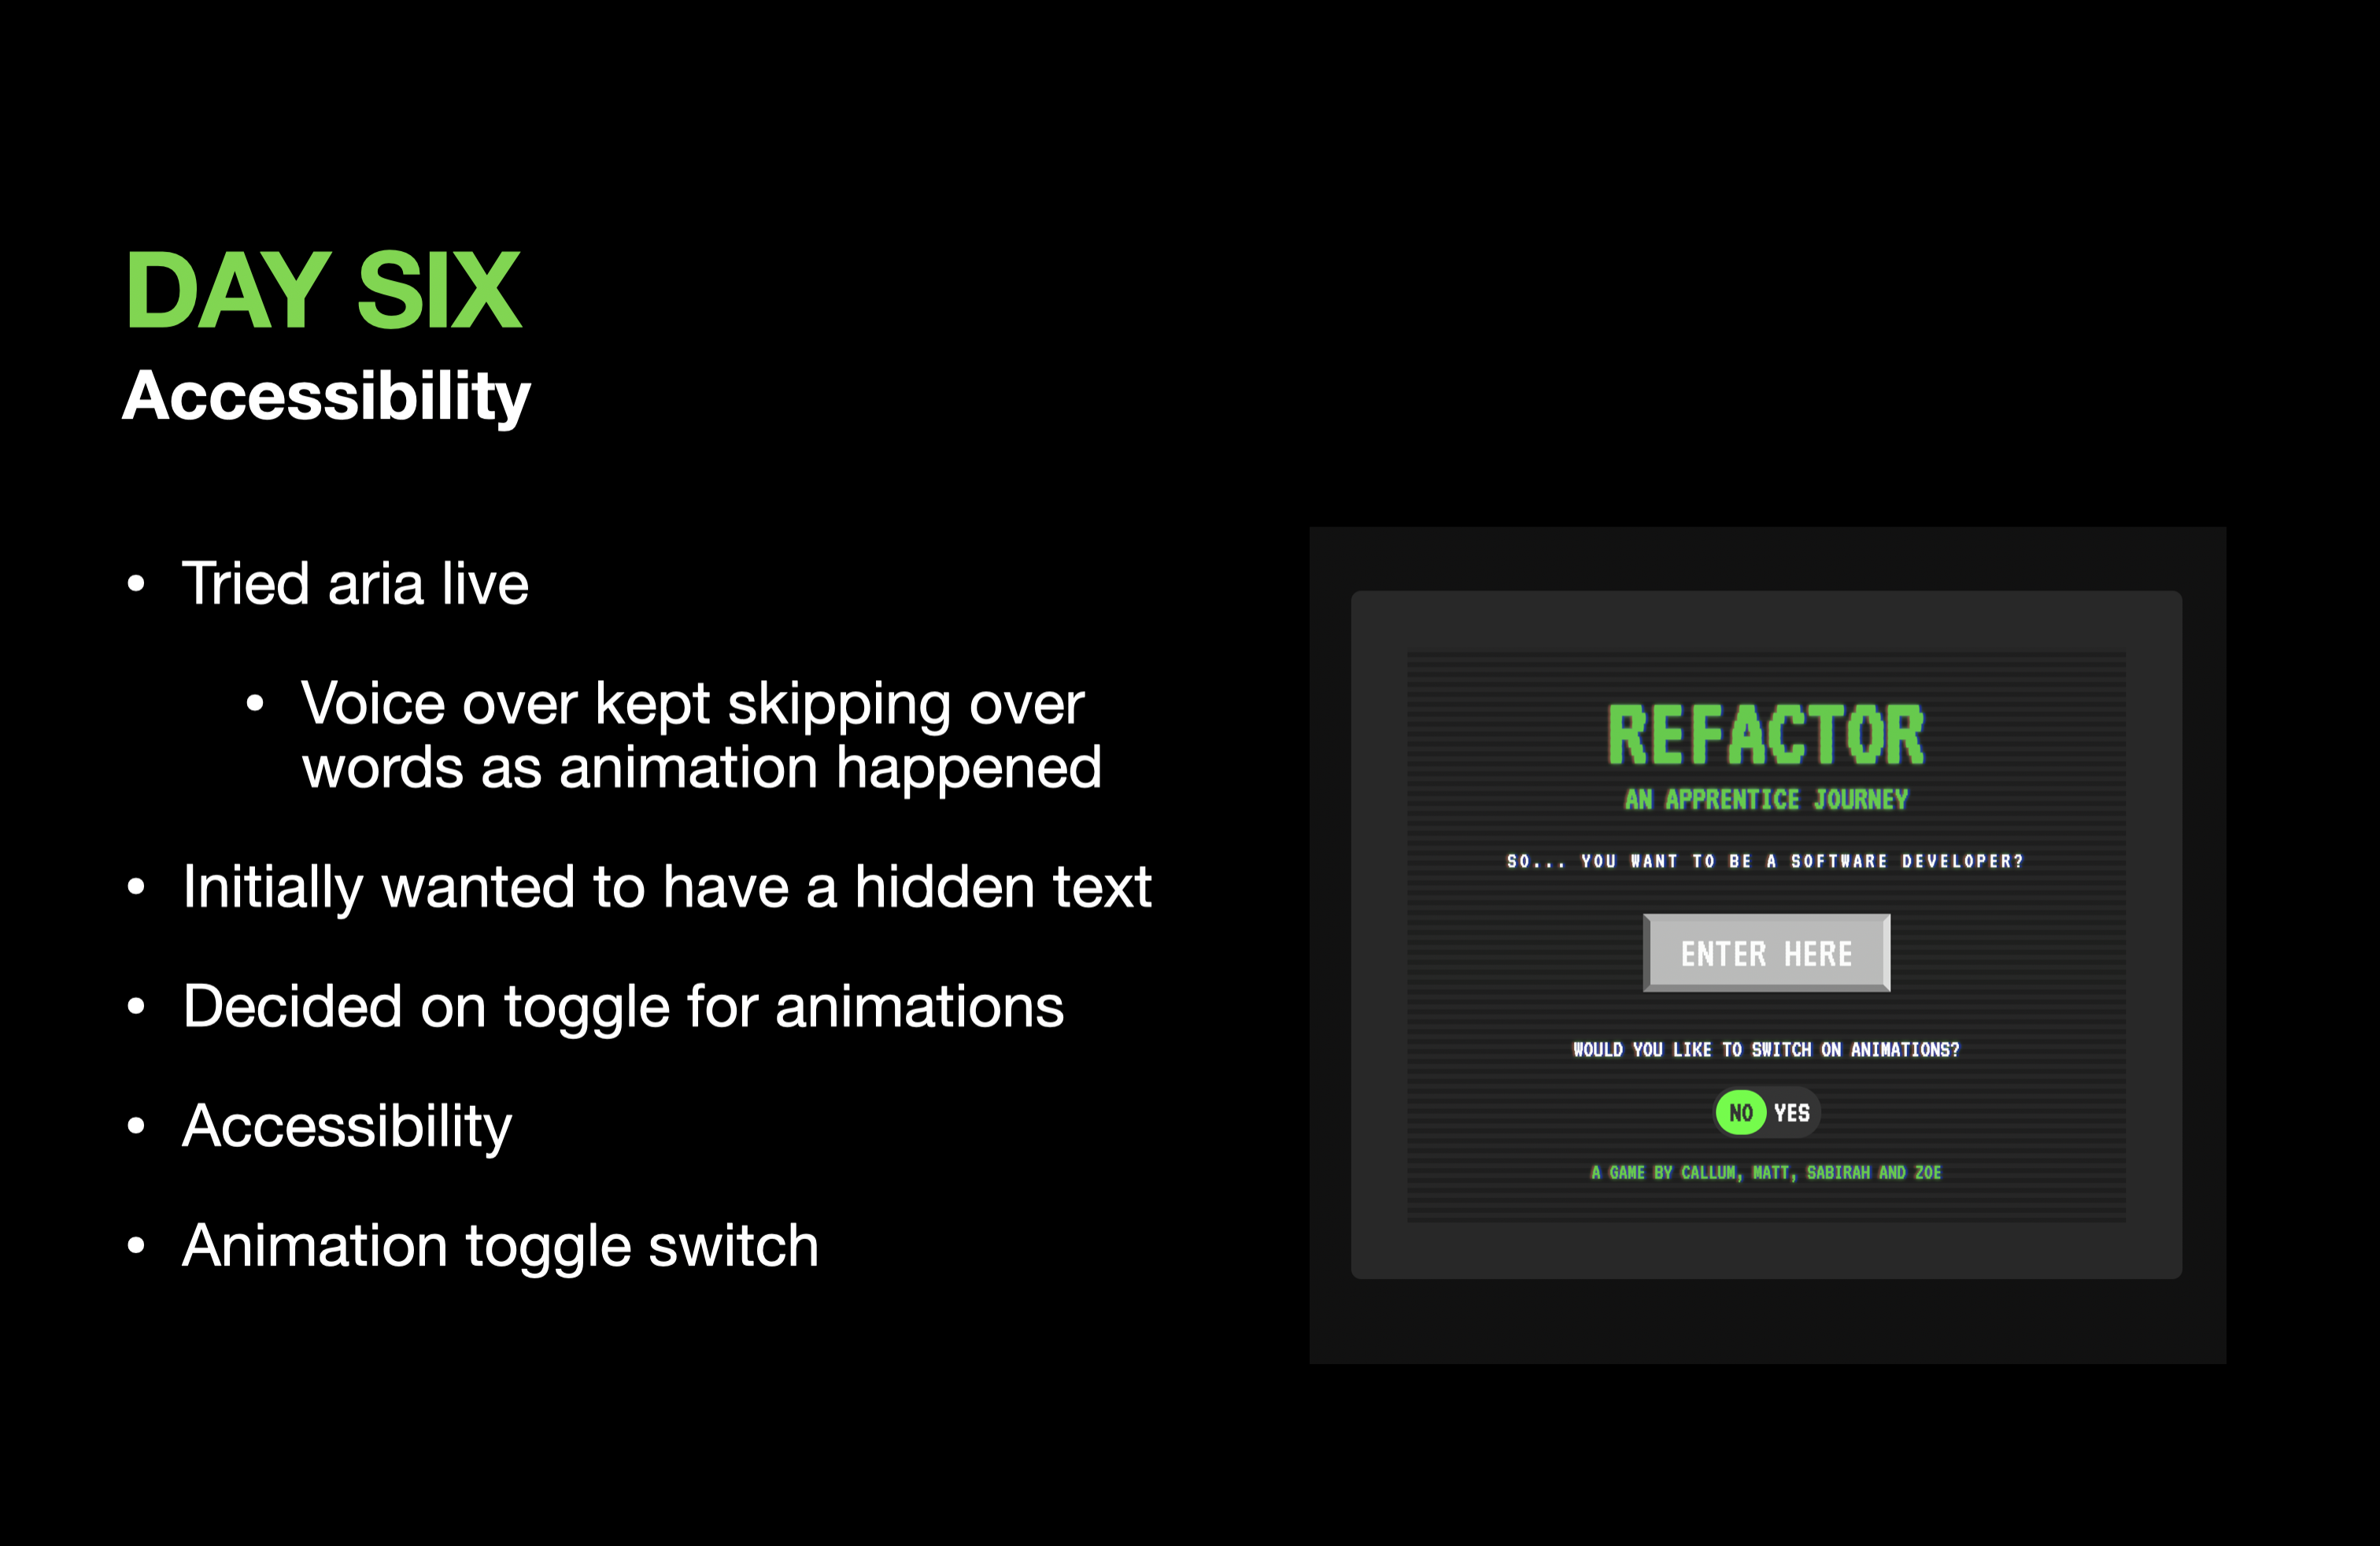 DAY SIX
Accessibility
• Tried aria live
• Voice over kept skipping over
words as animation happened
• Initially wanted to have a hidden text
• Decided on toggle for animations
• Accessibility
• Animation toggle switch
REFACTOR
AN APPRENTICE JOURNEY
SO... YOU WANT TO BE A SOFTWARE DEVELOPER?
ENTER HERE
WOULD YOU LIKE TO SWITCH ON ANIMATIONS?
NO YES
A GAME BY CALLUM, MATT, SABIRAH AND ZOE